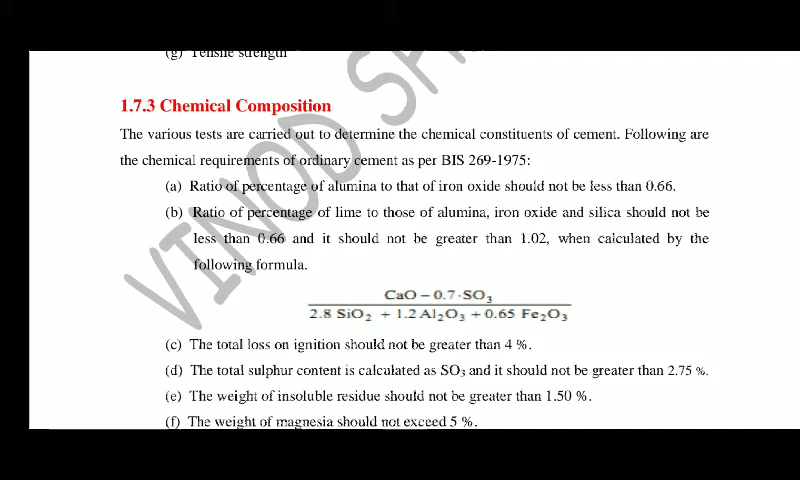 (g) Tensile strength
1.7.3 Chemical Composition
The various tests are carried out to determine the chemical constituents of cement. Following are
the chemical requirements of ordinary cement as per BIS 269-1975:
(a) Ratio of percentage of alumina to that of iron oxide should not be less than 0.66.
(b) Ratio of percentage of lime to those of alumina, iron oxide and silica should not be
less than 0.66 and it should not be greater than 1.02, when calculated by the
following formula.
CaO – 0.7·SO₃
2.8 SiO₂ + 1.2 Al₂O₃ + 0.65 Fe₂O₃
(c) The total loss on ignition should not be greater than 4 %.
(d) The total sulphur content is calculated as SO₃ and it should not be greater than 2.75 %.
(e) The weight of insoluble residue should not be greater than 1.50 %.
(f) The weight of magnesia should not exceed 5 %.
VINOD